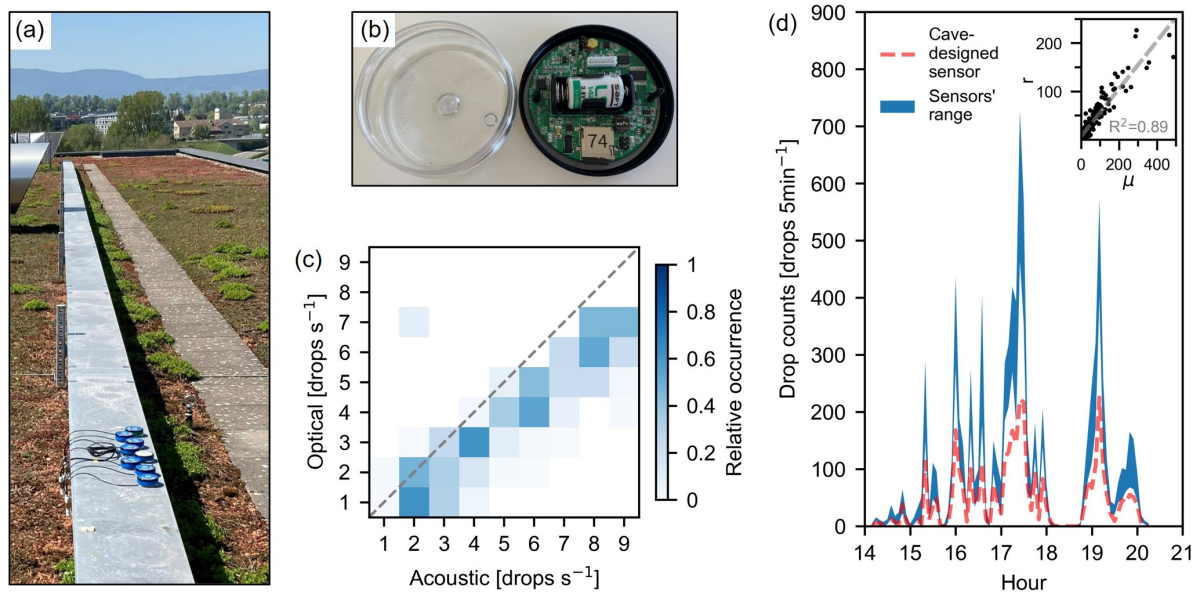 (a)
(b)
74
(c)
Optical [drops s⁻¹]
9
8
7
6
5
4
3
2
1
1 2 3 4 5 6 7 8 9
Acoustic [drops s⁻¹]
1
0.8
0.6
0.4
0.2
0
Relative occurrence
(d)
Drop counts [drops 5min⁻¹]
900
800
700
600
500
400
300
200
100
0
14 15 16 17 18 19 20 21
Hour
Cave-
designed
sensor
Sensors'
range
r
200
100
R²=0.89
0 200 400
μ